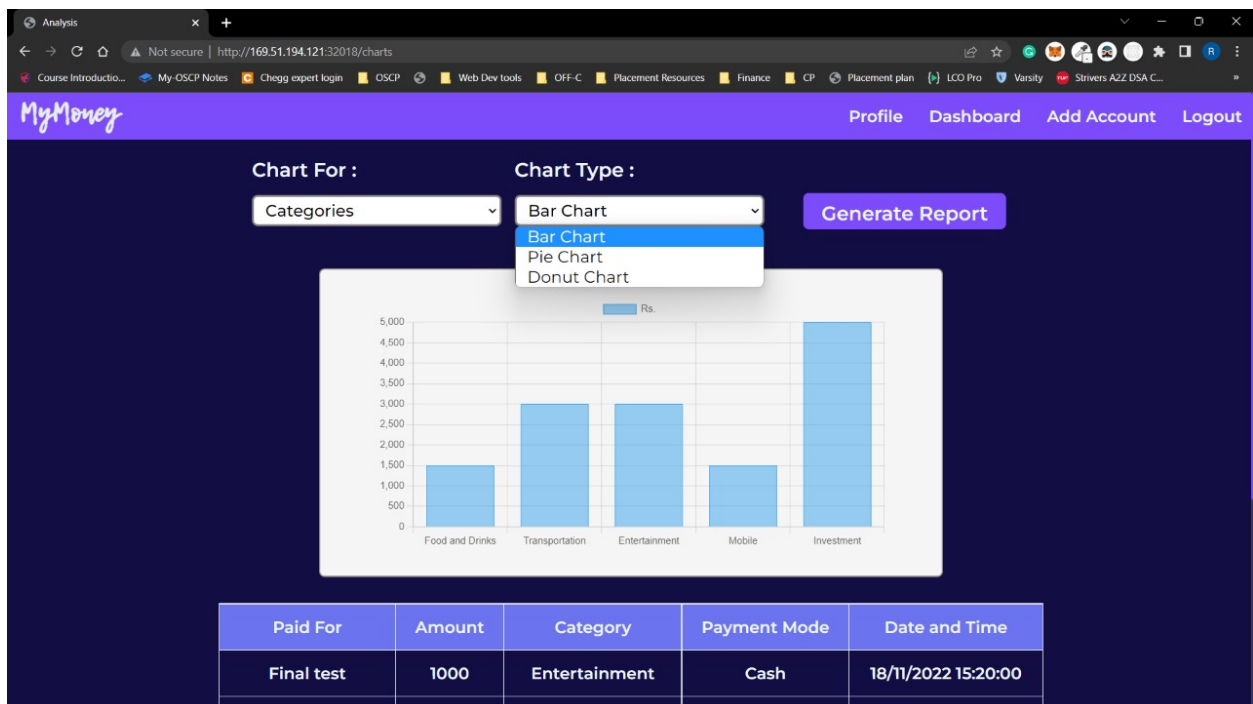 Analysis
Not secure | http://169.51.194.121:32018/charts
Course Introductio... My-OSCP Notes Chegg expert login OSCP Web Dev tools OFF-C Placement Resources Finance CP Placement plan LCO Pro Varsity Strivers A2Z DSA C... »
MyMoney Profile Dashboard Add Account Logout
Chart For : Chart Type :
Categories Bar Chart Generate Report
Bar Chart
Pie Chart
Donut Chart
Rs.
5,000
4,500
4,000
3,500
3,000
2,500
2,000
1,500
1,000
500
0
Food and Drinks Transportation Entertainment Mobile Investment
Paid For Amount Category Payment Mode Date and Time
Final test 1000 Entertainment Cash 18/11/2022 15:20:00